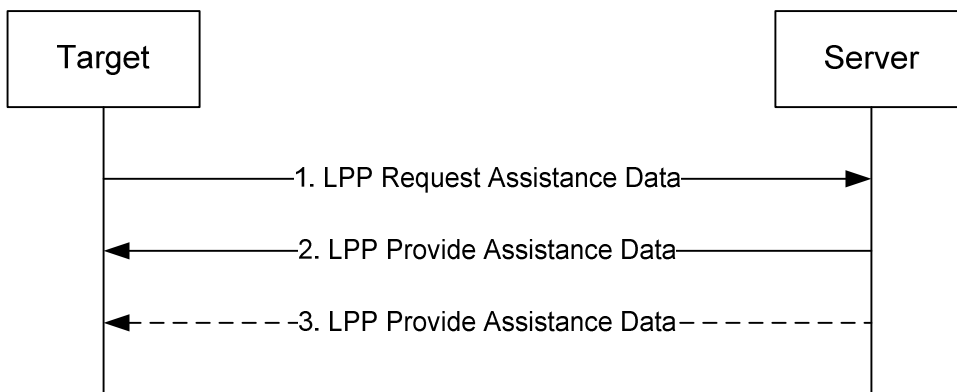 Target
Server
1. LPP Request Assistance Data
2. LPP Provide Assistance Data
3. LPP Provide Assistance Data